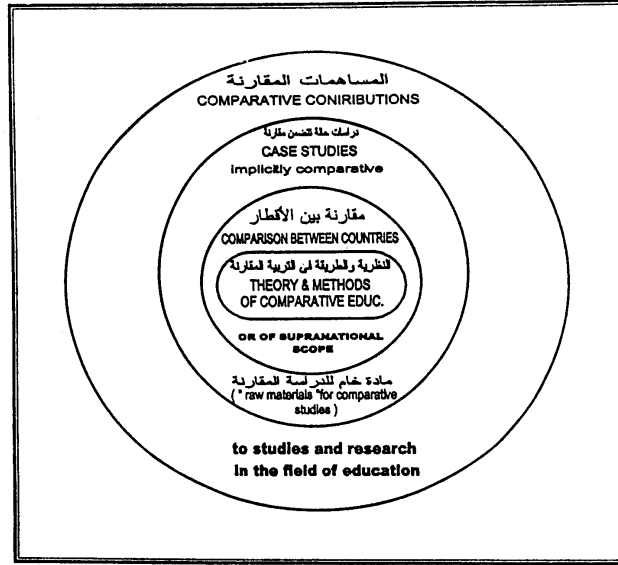 المساهمات المقارنة
COMPARATIVE CONIRIBUTIONS
دراسات حالة تتضمن مقارنة
CASE STUDIES
implicitly comparative
مقارنة بين الأقطار
COMPARISON BETWEEN COUNTRIES
النظرية والطريقة في التربية المقارنة
THEORY & METHODS
OF COMPARATIVE EDUC.
OR OF SUPRANATIONAL
SCOPE
مادة خام للدراسة المقارنة
( " raw materials "for comparative
studies )
to studies and research
in the field of education